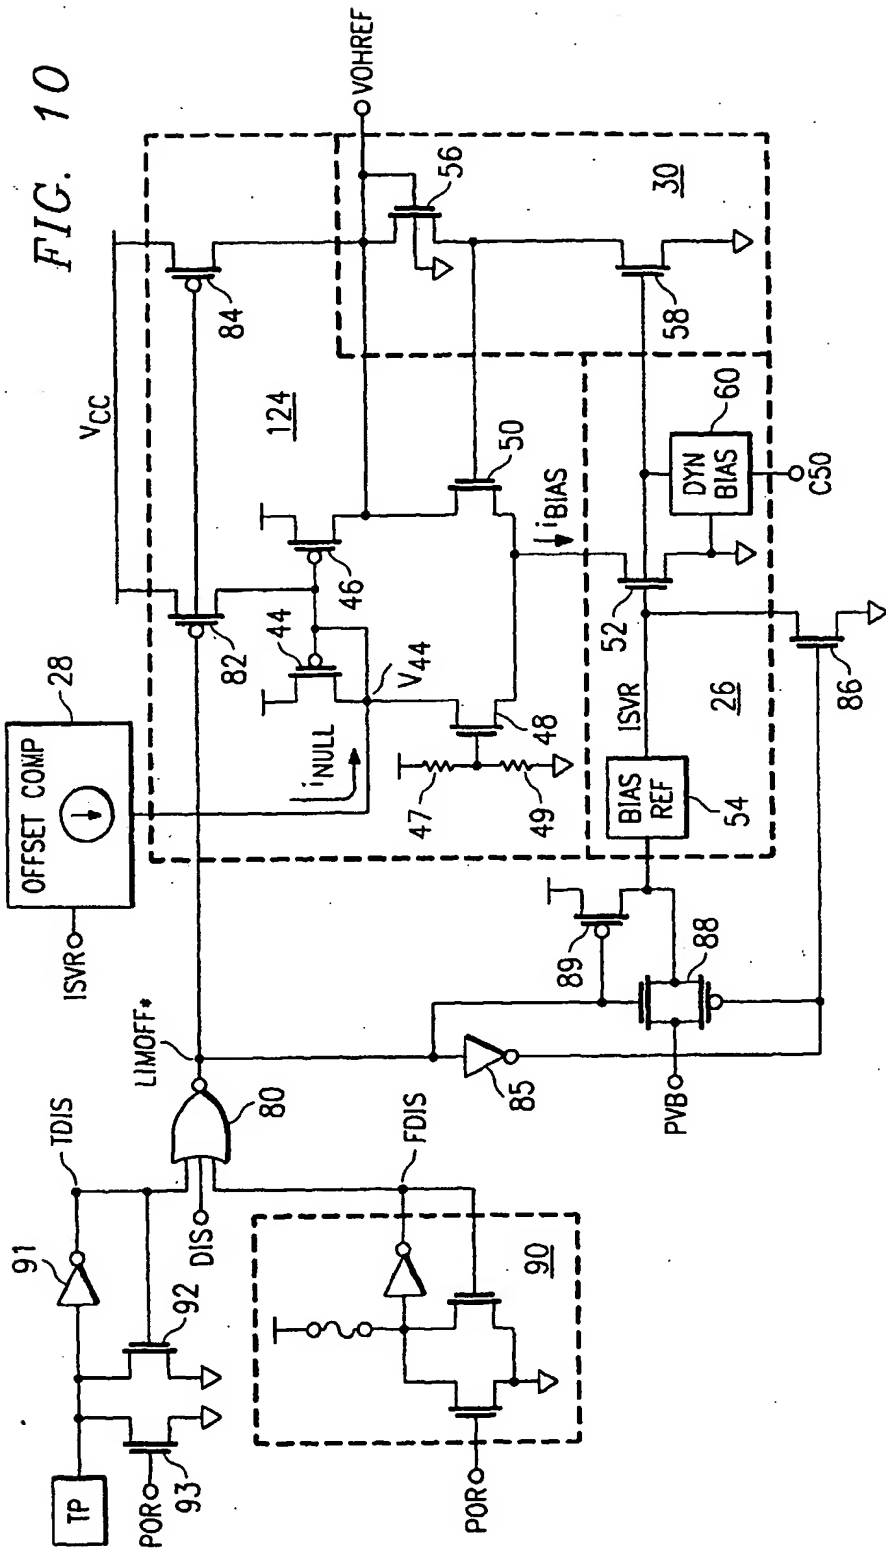 FIG. 10
VCC
84
VOHREF
28
OFFSET COMP
ISVR
82
124
56
30
LIMOFF*
iNULL
44
46
V44
50
58
47
48
49
iBIAS
60
DYN
BIAS
C50
52
ISVR
26
BIAS
REF
54
86
TDIS
91
80
DIS
FDIS
85
89
88
PVB
92
93
POR
TP
90
POR